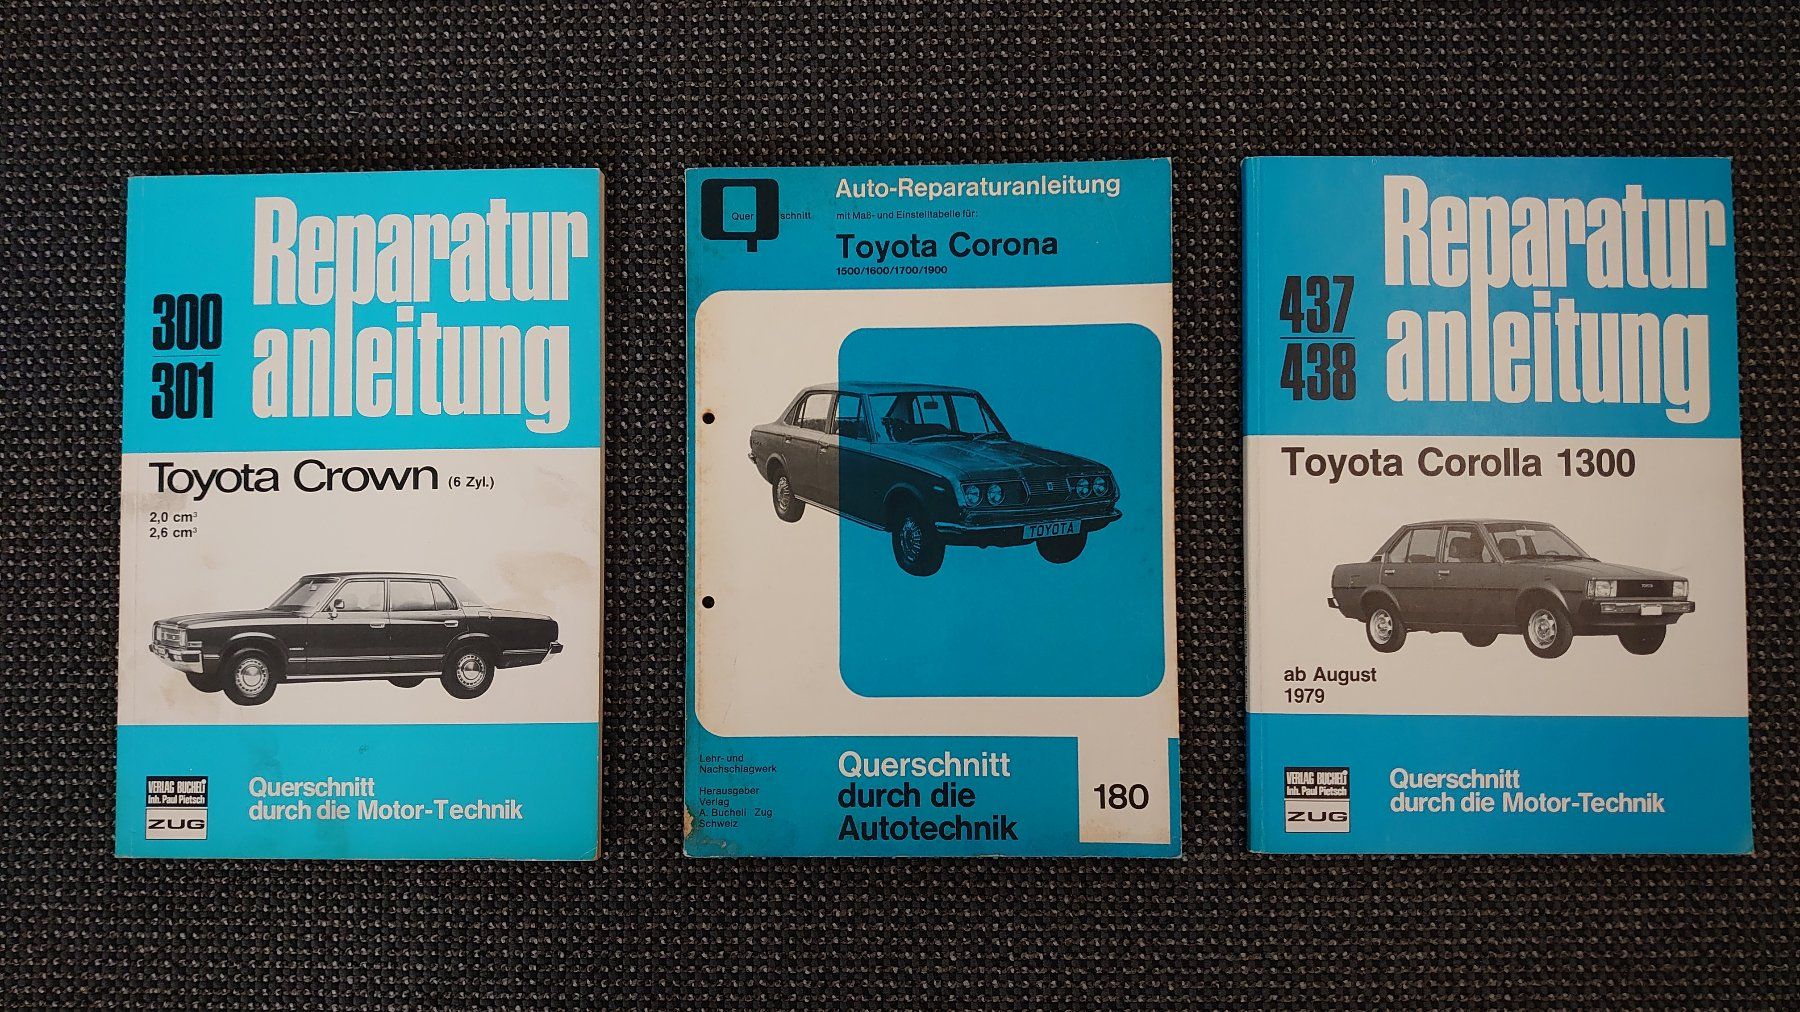 Reparatur
anleitung
300
301
Toyota Crown (6 Zyl.)
2,0 cm³
2,6 cm³
VERLAG BUCHELI
Inh. Paul Pietsch
ZUG
Querschnitt
durch die Motor-Technik
Querschnitt
Auto-Reparaturanleitung
mit Maß- und Einstelltabelle für:
Toyota Corona
1500/1600/1700/1900
TOYOTA
Lehr- und
Nachschlagwerk
Herausgeber
Verlag
A. Bucheli Zug
Schweiz
Querschnitt
durch die
Autotechnik
180
Reparatur
anleitung
437
438
Toyota Corolla 1300
TOYOTA
ab August
1979
VERLAG BUCHELI
Inh. Paul Pietsch
ZUG
Querschnitt
durch die Motor-Technik